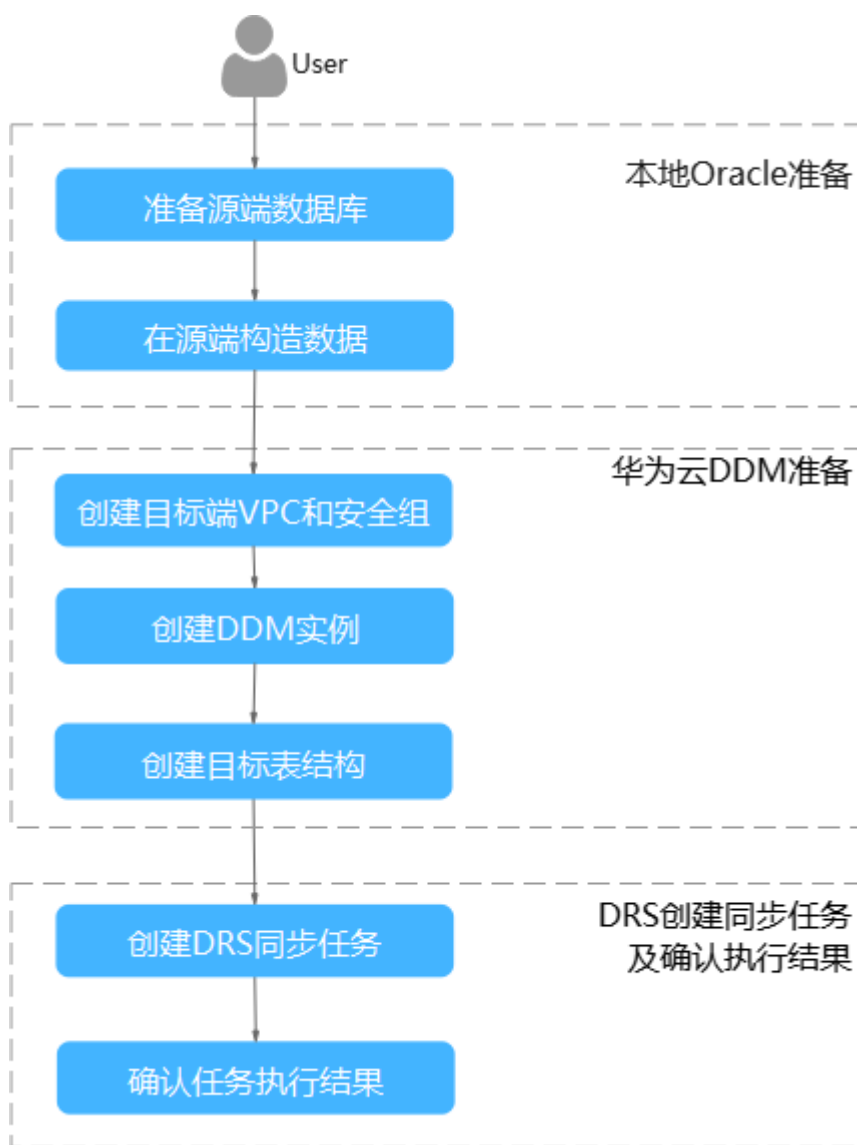 User
本地Oracle准备
准备源端数据库
在源端构造数据
华为云DDM准备
创建目标端VPC和安全组
创建DDM实例
创建目标表结构
DRS创建同步任务
及确认执行结果
创建DRS同步任务
确认任务执行结果